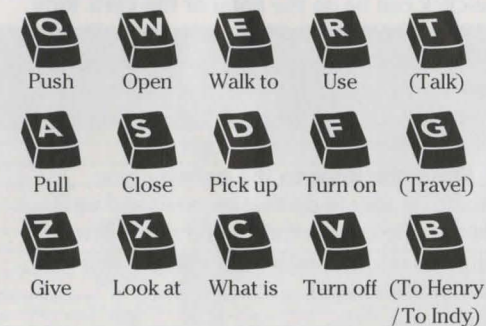 Q W E R T
Push Open Walk to Use (Talk)
A S D F G
Pull Close Pick up Turn on (Travel)
Z X C V B
Give Look at What is Turn off (To Henry
/To Indy)